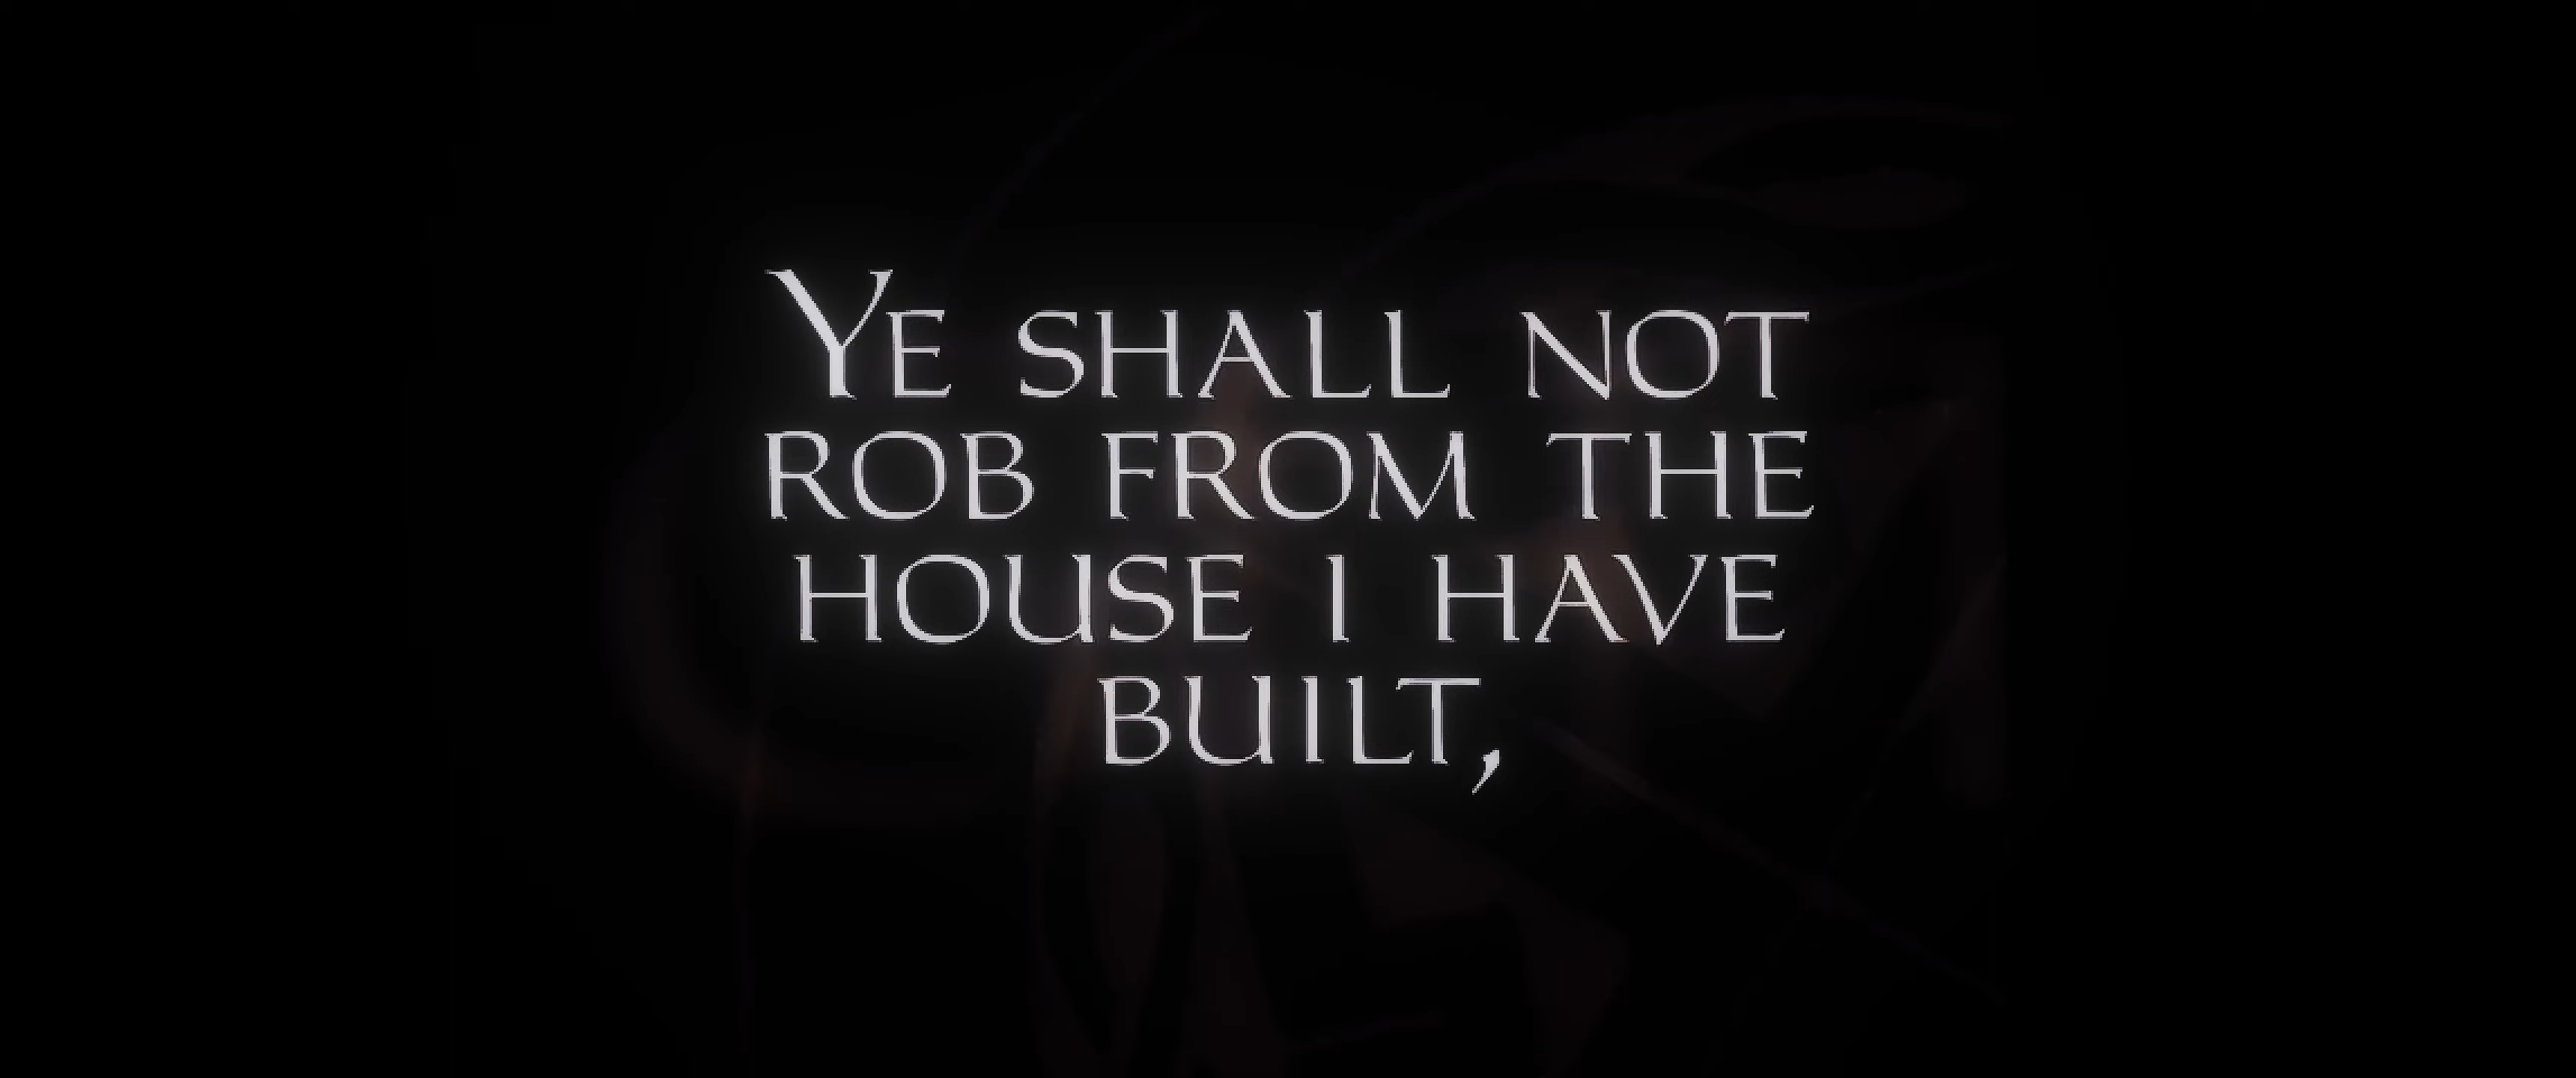 YE SHALL NOT
ROB FROM THE
HOUSE I HAVE
BUILT,